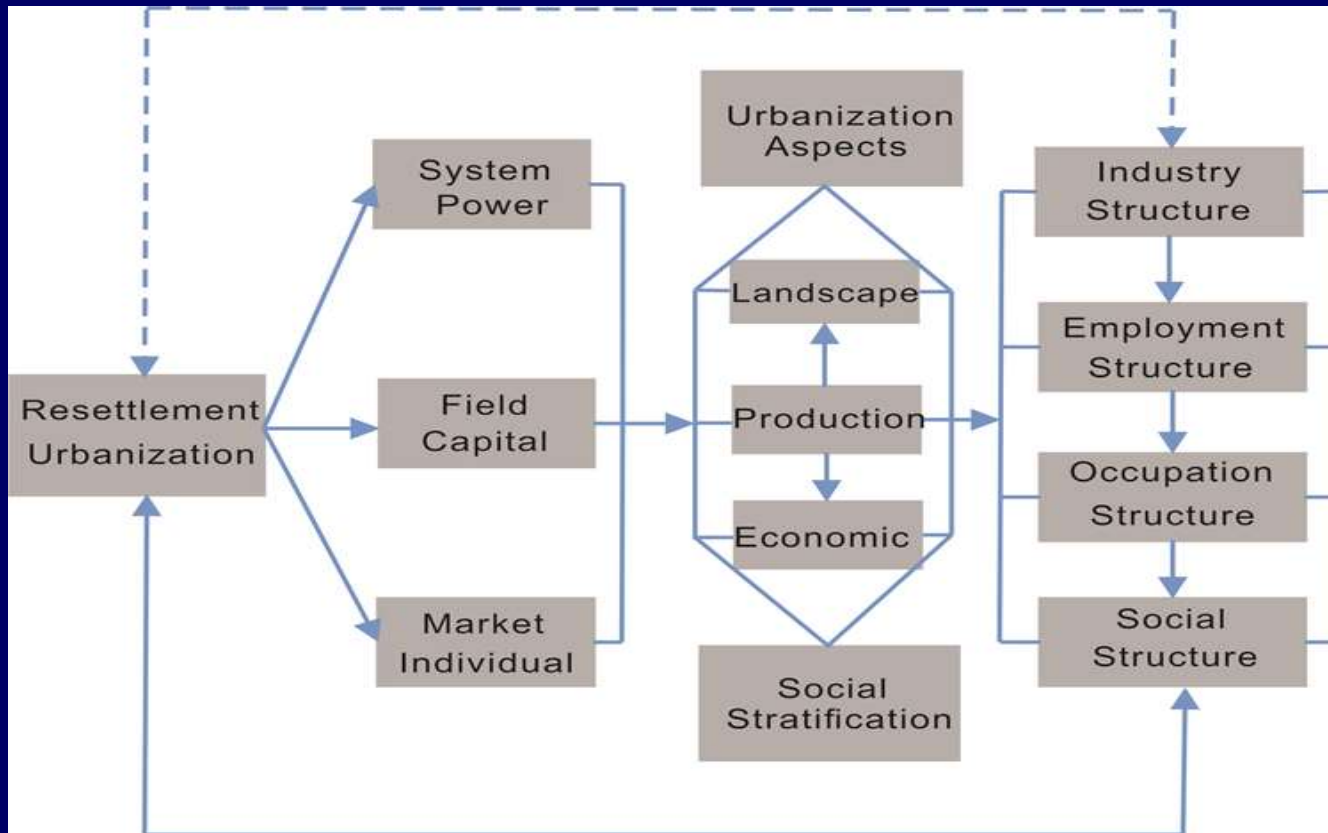 Resettlement
Urbanization
System
Power
Field
Capital
Market
Individual
Urbanization
Aspects
Landscape
Production
Economic
Social
Stratification
Industry
Structure
Employment
Structure
Occupation
Structure
Social
Structure